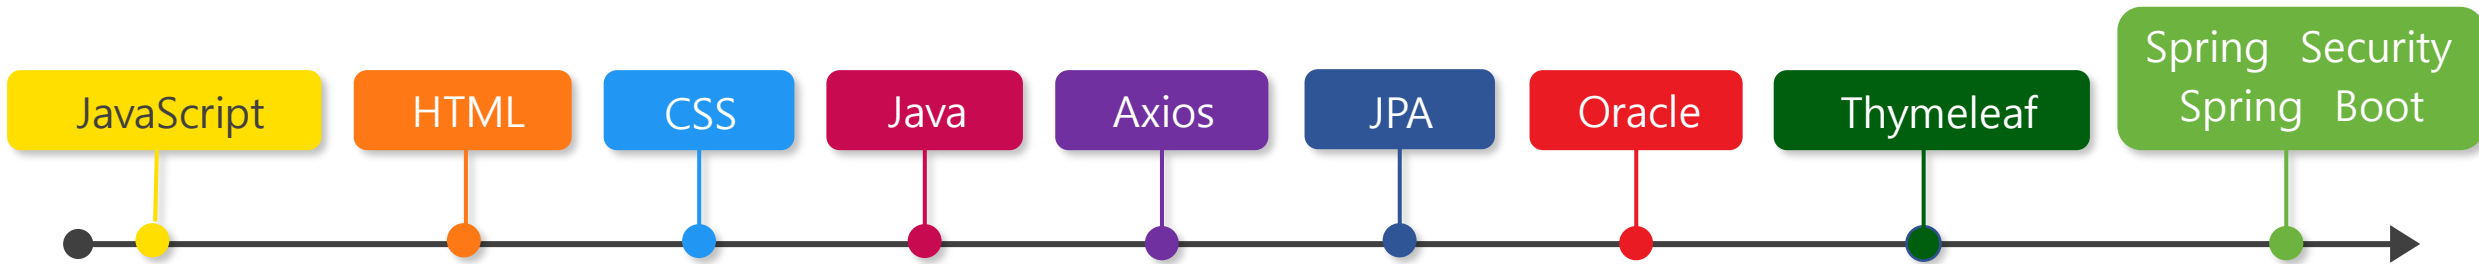 JavaScript
HTML
CSS
Java
Axios
JPA
Oracle
Thymeleaf
Spring Security
Spring Boot